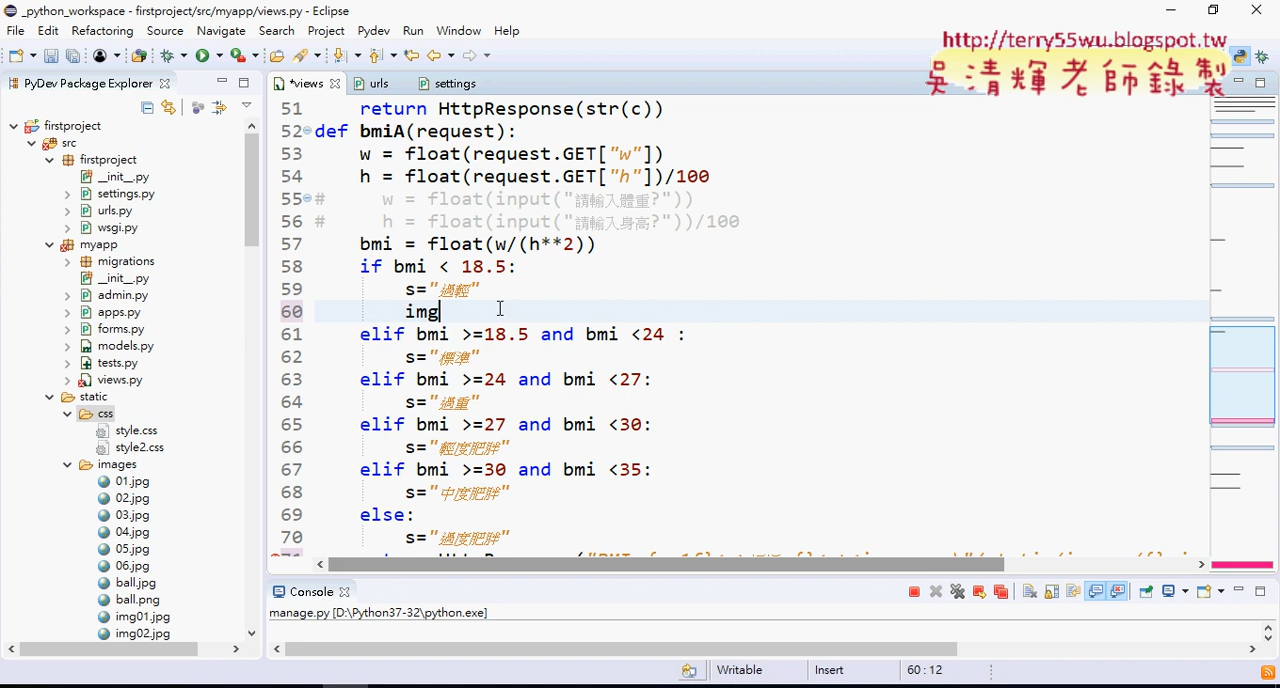 _python_workspace - firstproject/src/myapp/views.py - Eclipse
File Edit Refactoring Source Navigate Search Project Pydev Run Window Help
http://terry55wu.blogspot.tw
吳清輝老師錄製
PyDev Package Explorer
*views urls settings
firstproject
src
firstproject
__init__.py
settings.py
urls.py
wsgi.py
myapp
migrations
__init__.py
admin.py
apps.py
forms.py
models.py
tests.py
views.py
static
css
style.css
style2.css
images
01.jpg
02.jpg
03.jpg
04.jpg
05.jpg
06.jpg
ball.jpg
ball.png
img01.jpg
img02.jpg
51 return HttpResponse(str(c))
52 def bmiA(request):
53 w = float(request.GET["w"])
54 h = float(request.GET["h"])/100
55 # w = float(input("請輸入體重?"))
56 # h = float(input("請輸入身高?"))/100
57 bmi = float(w/(h**2))
58 if bmi < 18.5:
59 s="過輕"
60 img
61 elif bmi >=18.5 and bmi <24 :
62 s="標準"
63 elif bmi >=24 and bmi <27:
64 s="過重"
65 elif bmi >=27 and bmi <30:
66 s="輕度肥胖"
67 elif bmi >=30 and bmi <35:
68 s="中度肥胖"
69 else:
70 s="過度肥胖"
Console
manage.py [D:\Python37-32\python.exe]
Writable Insert 60 : 12